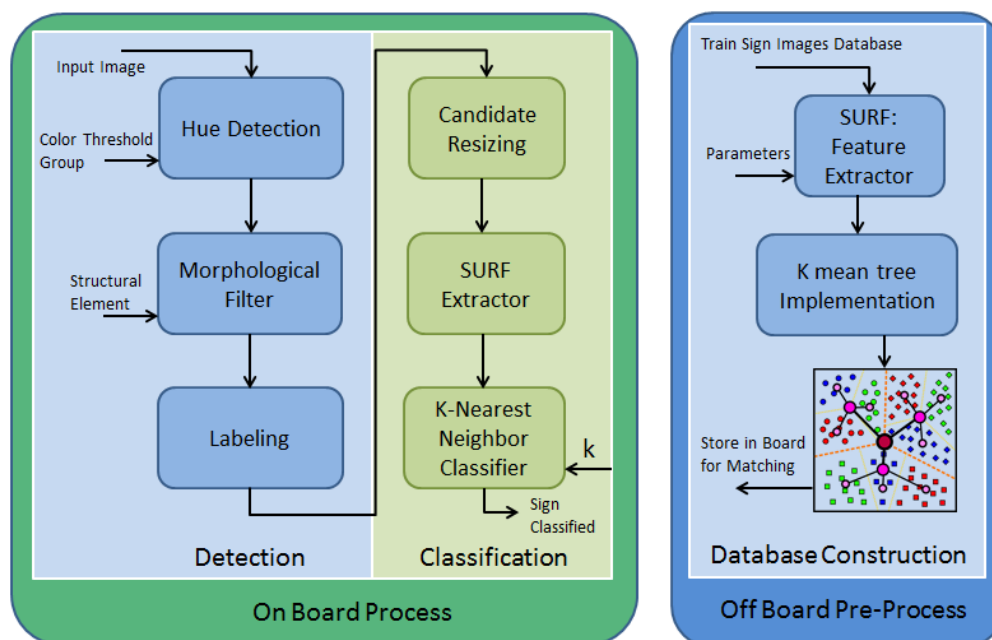 Input Image
Hue Detection
Color Threshold
Group
Morphological
Filter
Structural
Element
Labeling
Detection
Candidate
Resizing
SURF
Extractor
K-Nearest
Neighbor
Classifier
k
Sign
Classified
Classification
On Board Process
Train Sign Images Database
SURF:
Feature
Extractor
Parameters
K mean tree
Implementation
Store in Board
for Matching
Database Construction
Off Board Pre-Process